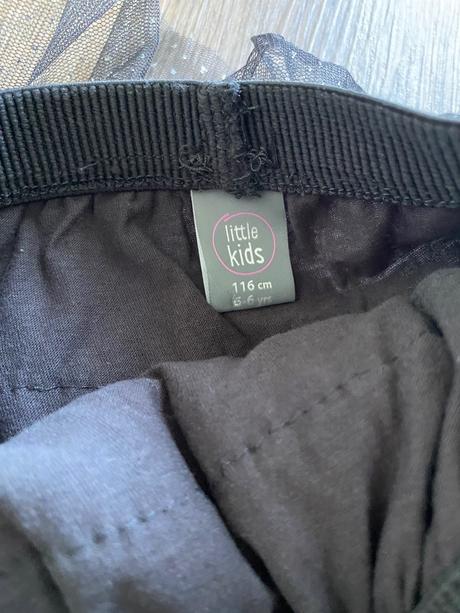 little
kids
116 cm
5-6 yrs